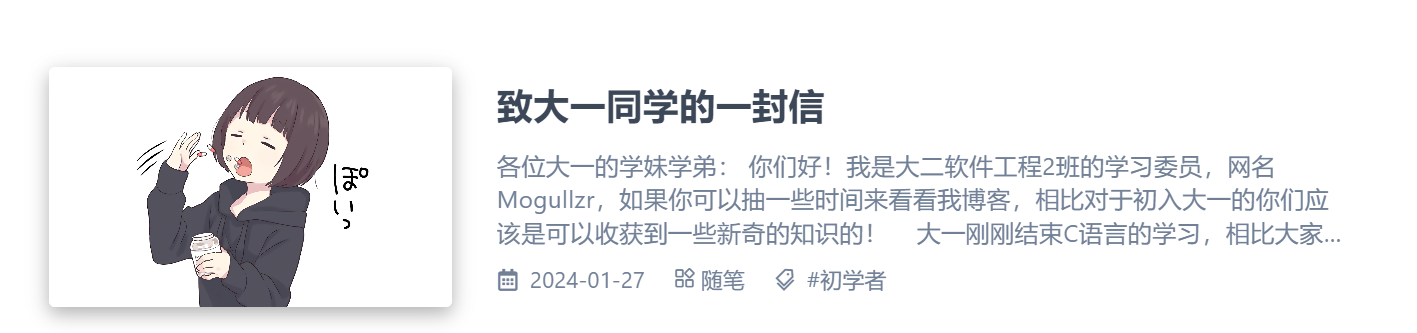 致大一同学的一封信
各位大一的学妹学弟： 你们好！我是大二软件工程2班的学习委员，网名
Mogullzr，如果你可以抽一些时间来看看我博客，相比对于初入大一的你们应
该是可以收获到一些新奇的知识的！ 大一刚刚结束C语言的学习，相比大家...
ぽいっ
2024-01-27 随笔 #初学者